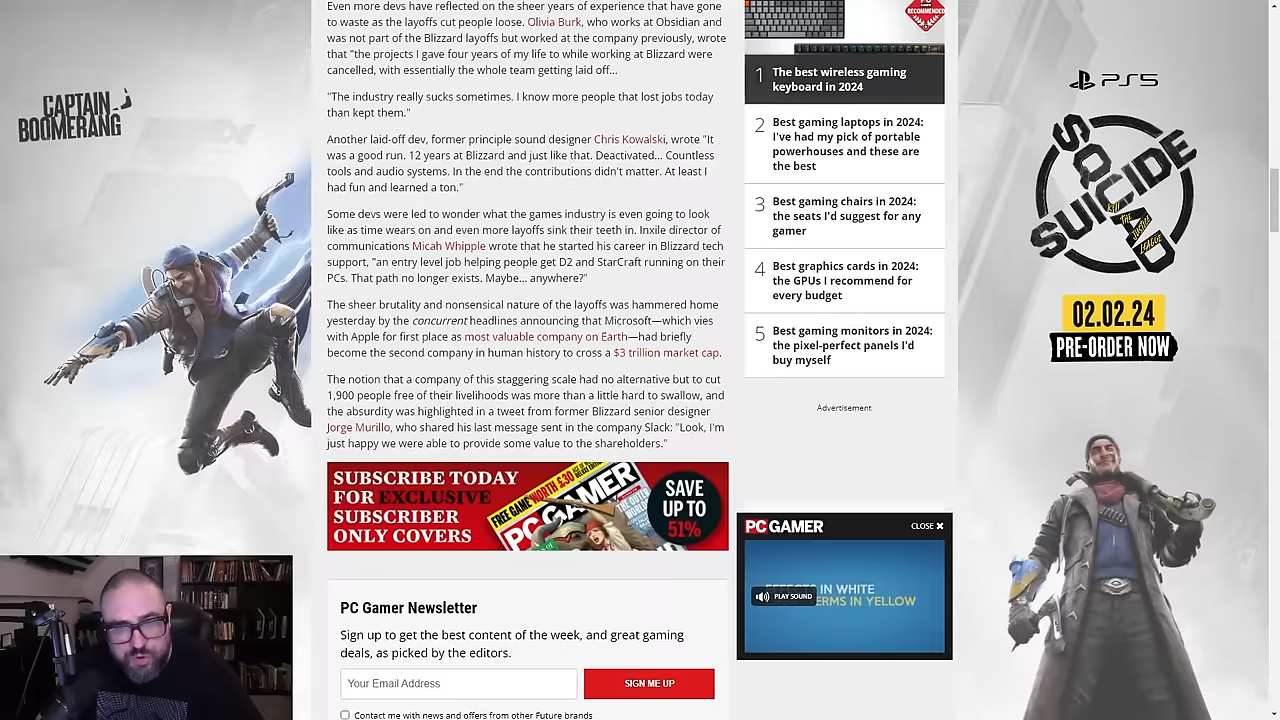 Even more devs have reflected on the sheer years of experience that have gone
to waste as the layoffs cut people loose. Olivia Burk, who works at Obsidian and
was not part of the Blizzard layoffs but worked at the company previously, wrote
that "the projects I gave four years of my life to while working at Blizzard were
cancelled, with essentially the whole team getting laid off...
"The industry really sucks sometimes. I know more people that lost jobs today
than kept them."
Another laid-off dev, former principle sound designer Chris Kowalski, wrote "It
was a good run. 12 years at Blizzard and just like that. Deactivated... Countless
tools and audio systems. In the end the contributions didn't matter. At least I
had fun and learned a ton."
Some devs were led to wonder what the games industry is even going to look
like as time wears on and even more layoffs sink their teeth in. Inxile director of
communications Micah Whipple wrote that he started his career in Blizzard tech
support, "an entry level job helping people get D2 and StarCraft running on their
PCs. That path no longer exists. Maybe... anywhere?"
The sheer brutality and nonsensical nature of the layoffs was hammered home
yesterday by the concurrent headlines announcing that Microsoft—which vies
with Apple for first place as most valuable company on Earth—had briefly
become the second company in human history to cross a $3 trillion market cap.
The notion that a company of this staggering scale had no alternative but to cut
1,900 people free of their livelihoods was more than a little hard to swallow, and
the absurdity was highlighted in a tweet from former Blizzard senior designer
Jorge Murillo, who shared his last message sent in the company Slack: "Look, I'm
just happy we were able to provide some value to the shareholders."
SUBSCRIBE TODAY
FOR EXCLUSIVE
SUBSCRIBER
ONLY COVERS
FREE GAME WORTH £30
PC GAMER
SAVE
UP TO
51%
PC Gamer Newsletter
Sign up to get the best content of the week, and great gaming
deals, as picked by the editors.
Your Email Address
SIGN ME UP
Contact me with news and offers from other Future brands
RECOMMENDED
1 The best wireless gaming
keyboard in 2024
2 Best gaming laptops in 2024:
I've had my pick of portable
powerhouses and these are
the best
3 Best gaming chairs in 2024:
the seats I'd suggest for any
gamer
4 Best graphics cards in 2024:
the GPUs I recommend for
every budget
5 Best gaming monitors in 2024:
the pixel-perfect panels I'd
buy myself
Advertisement
PC GAMER
CLOSE ✖
IN WHITE
PLAY SOUND
ERMS IN YELLOW
CAPTAIN
BOOMERANG
PS5
SUICIDE
SQUAD
KILL THE JUSTICE LEAGUE
02.02.24
PRE-ORDER NOW